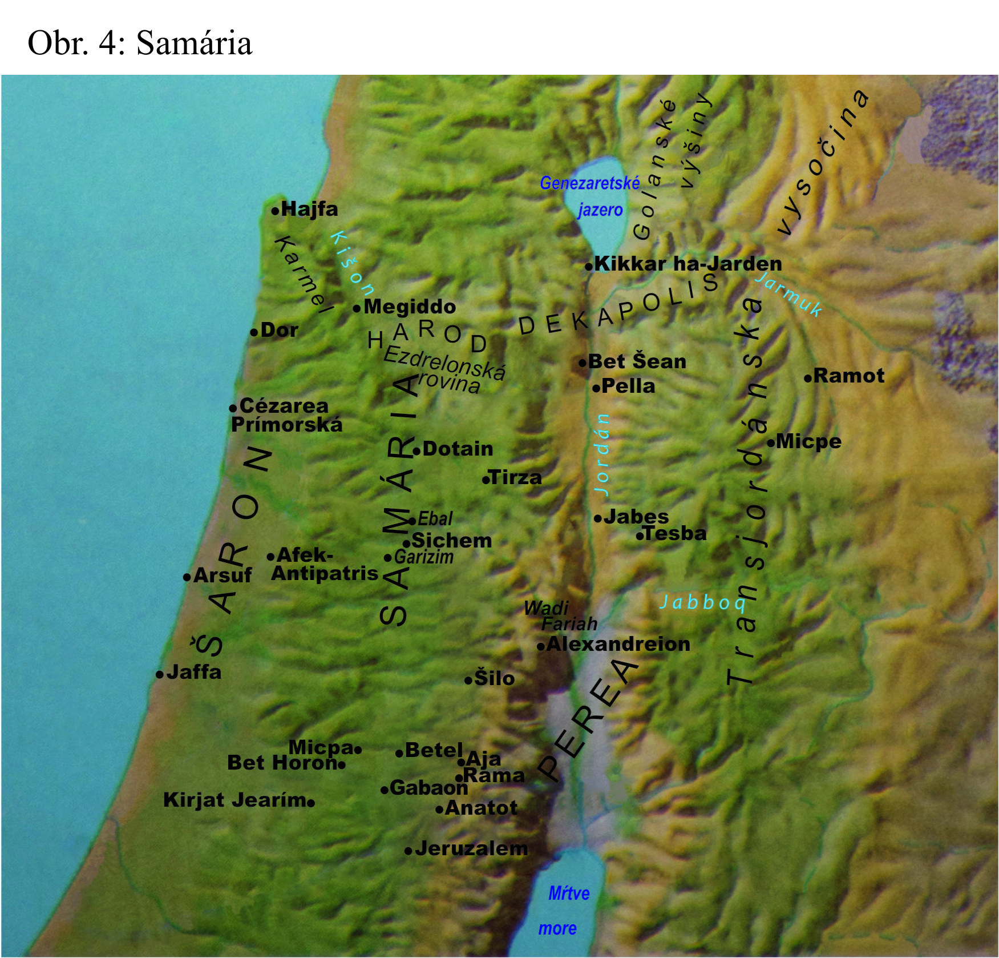 Obr. 4: Samária
Golanské
výšiny
vysočina
Genezaretské
jazero
Hajfa
Karmel
Kišon
Kikkar ha-Jarden
Jarmuk
DEKAPOLIS
Megiddo
HAROD
Ezdrelonská
rovina
Dor
Bet Šean
Pella
Ramot
Transjordánska
Cézarea
Prímorská
Jordán
Micpe
Dotain
Tirza
SAMÁRIA
ŠARON
Ebal
Sichem
Garizim
Jabes
Tesba
Afek-
Antipatris
Arsuf
Wadi
Fariah
Jabboq
Alexandreion
Jaffa
Šilo
PEREA
Micpa
Bet Horon
Betel
Aja
Rama
Gabaon
Kirjat Jearím
Anatot
Jeruzalem
Mŕtve
more